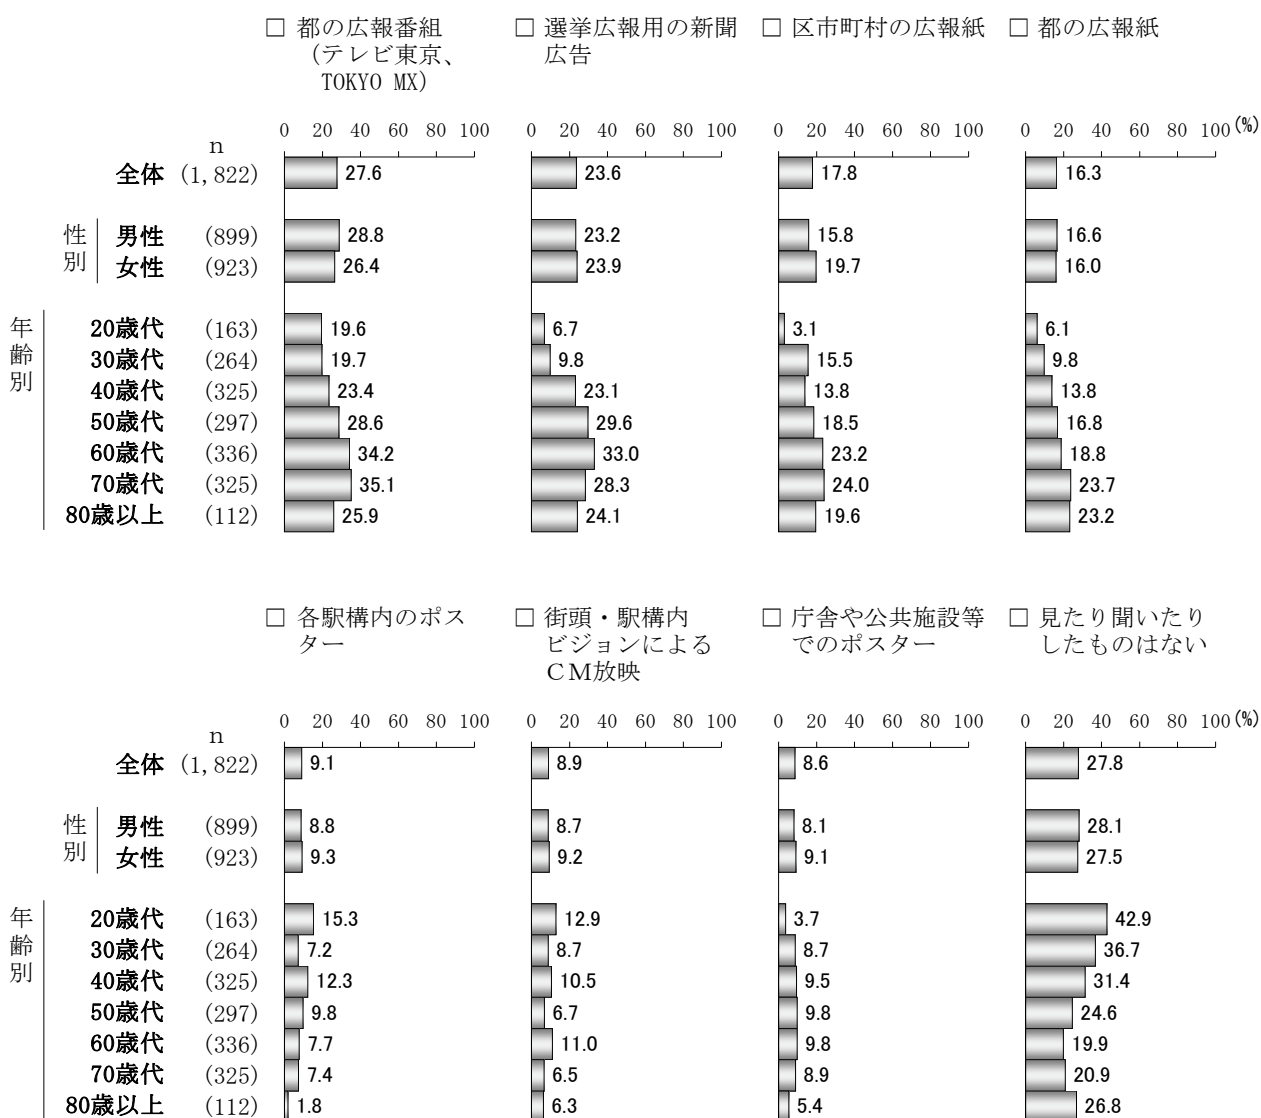 □ 都の広報番組 □ 選挙広報用の新聞 □ 区市町村の広報紙 □ 都の広報紙
（テレビ東京、 広告
TOKYO MX）
0 20 40 60 80 100 0 20 40 60 80 100 0 20 40 60 80 100 0 20 40 60 80 100 (%)
n
全体 (1,822) 27.6 23.6 17.8 16.3
性別
男性 (899) 28.8 23.2 15.8 16.6
女性 (923) 26.4 23.9 19.7 16.0
年齢別
20歳代 (163) 19.6 6.7 3.1 6.1
30歳代 (264) 19.7 9.8 15.5 9.8
40歳代 (325) 23.4 23.1 13.8 13.8
50歳代 (297) 28.6 29.6 18.5 16.8
60歳代 (336) 34.2 33.0 23.2 18.8
70歳代 (325) 35.1 28.3 24.0 23.7
80歳以上 (112) 25.9 24.1 19.6 23.2
□ 各駅構内のポス □ 街頭・駅構内 □ 庁舎や公共施設等 □ 見たり聞いたり
ター ビジョンによる でのポスター したものはない
ＣＭ放映
0 20 40 60 80 100 0 20 40 60 80 100 0 20 40 60 80 100 0 20 40 60 80 100 (%)
n
全体 (1,822) 9.1 8.9 8.6 27.8
性別
男性 (899) 8.8 8.7 8.1 28.1
女性 (923) 9.3 9.2 9.1 27.5
年齢別
20歳代 (163) 15.3 12.9 3.7 42.9
30歳代 (264) 7.2 8.7 8.7 36.7
40歳代 (325) 12.3 10.5 9.5 31.4
50歳代 (297) 9.8 6.7 9.8 24.6
60歳代 (336) 7.7 11.0 9.8 19.9
70歳代 (325) 7.4 6.5 8.9 20.9
80歳以上 (112) 1.8 6.3 5.4 26.8